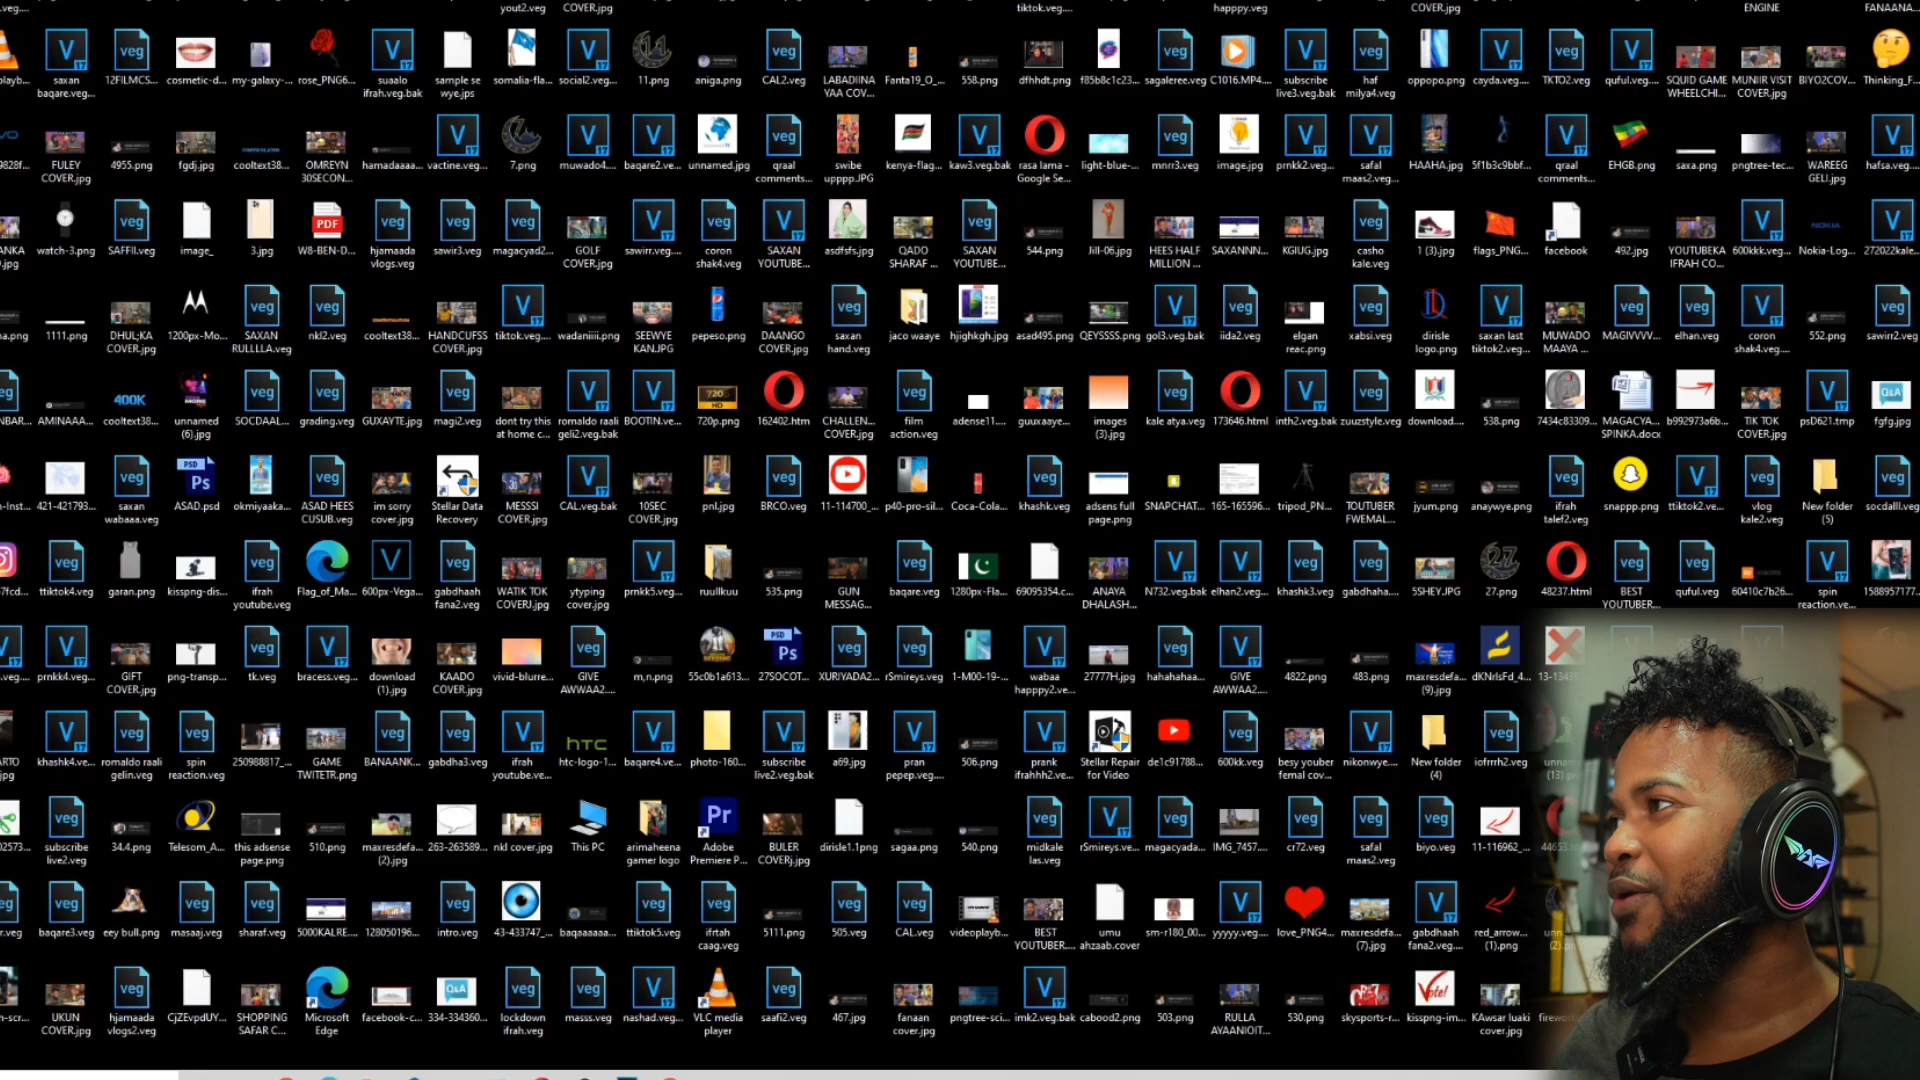 yout2.veg COVER.jpg tiktok.veg.... happpy.veg COVER.jpg ENGINE FANAANA...
saxan baqare.veg... 12FILMCS... cosmetic-d... my-galaxy-... rose_PNG6... suaalo ifrah.veg.bak sample se wye.jps somalia-fla... social2.veg... 11.png aniga.png CAL2.veg LABADIINA YAA COV... Fanta19_O_... 558.png dfhhdt.png f85b8c1c23... sagaleree.veg C1016.MP4.... subscribe live3.veg.bak haf milya4.veg oppopo.png cayda.veg.... TKTO2.veg quful.veg.... SQUID GAME WHEELCHI... MUNIIR VISIT COVER.jpg BIYO2COV... Thinking_F...
9828f... FULEY COVER.jpg 4955.png fgdj.jpg cooltext38... OMREYN 30SECON... hamadaaaa... vactine.veg... 7.png muwado4.... baqare2.ve... unnamed.jpg qraal comments... swibe upppp.JPG kenya-flag... kaw3.veg.bak rasa lama - Google Se... light-blue-... mnrr3.veg image.jpg prnkk2.veg... safal maas2.veg... HAAHA.jpg 5f1b3c9bbf... qraal comments... EHGB.png saxa.png pngtree-tec... WAREEG GELI.jpg hafsa.veg....
ANKA .jpg watch-3.png SAFFII.veg image_ 3.jpg W8-BEN-D... hjamaada vlogs.veg sawir3.veg magacyad2... GOLF COVER.jpg sawirr.veg... coron shak4.veg SAXAN YOUTUBE... asdfsfs.jpg QADO SHARAF ... SAXAN YOUTUBE... 544.png Jill-06.jpg HEES HALF MILLION ... SAXANNN... KGIUG.jpg casho kale.veg 1 (3).jpg flags_PNG... facebook 492.jpg YOUTUBEKA IFRAH CO... 600kkk.veg... Nokia-Log... 272022kale...
na.png 1111.png DHUL;KA COVER.jpg 1200px-Mo... SAXAN RULLLLA.veg nkl2.veg cooltext38... HANDCUFSS COVER.jpg tiktok.veg.... wadaniiii.png SEEWYE KAN.JPG pepeso.png DAANGO COVER.jpg saxan hand.veg jaco waaye hjighkgh.jpg asad495.png QEYSSSS.png gol3.veg.bak iida2.veg elgan reac.png xabsi.veg dirisle logo.png saxan last tiktok2.veg... MUWADO MAAYA ... MAGIVVVV... elhan.veg coron shak4.veg.... 552.png sawirr2.veg
NBAR... AMINAAA... cooltext38... unnamed (6).jpg SOCDAAL... grading.veg GUXAYTE.jpg magi2.veg dont try this at home c... romaldo raali geli2.veg.bak BOOTIN.ve... 720p.png 162402.htm CHALLEN... COVER.jpg film action.veg adense11.... guuxaaye... images (3).jpg kale atya.veg 173646.html inth2.veg.bak zuuzstyle.veg download.... 538.png 7434c83309... MAGACYA... SPINKA.docx b992973a6b... TIK TOK COVER.jpg psD621.tmp fgfg.jpg
-Inst... 421-421793... saxan wabaaa.veg ASAD.psd okmiyaaka... ASAD HEES CUSUB.veg im sorry cover.jpg Stellar Data Recovery MESSSI COVER.jpg CAL.veg.bak 10SEC COVER.jpg pnl.jpg BRCO.veg 11-114700_... p40-pro-sil... Coca-Cola... khashk.veg adsens full page.png SNAPCHAT... 165-165596... tripod_PN... TOUTUBER FWEMAL... jyum.png anaywye.png ifrah talef2.veg snappp.png ttiktok2.ve... vlog kale2.veg New folder (5) socdalll.veg
7fcd... ttiktok4.veg garan.png kisspng-dis... ifrah youtube.veg Flag_of_Ma... 600px-Vega... gabdhaah fana2.veg WATIK TOK COVERJ.jpg ytyping cover.jpg prnkk5.veg... ruullkuu 535.png GUN MESSAG... baqare.veg 1280px-Fla... 69095354.c... ANAYA DHALASH... N732.veg.bak elhan2.veg... khashk3.veg gabdhaha.... 5SHEY.JPG 27.png 48237.html BEST YOUTUBER... quful.veg 60410c7b26... spin reaction.ve... 1588957177...
.veg.... prnkk4.veg... GIFT COVER.jpg png-transp... tk.veg bracess.veg... download (1).jpg KAADO COVER.jpg vivid-blurre... GIVE AWWAA2.... m,n.png 55c0b1a613... 27SOCOT... XURIYADA2... rSmireys.veg 1-M00-19-... wabaa happpy2.ve... 27777H.jpg hahahahaa... GIVE AWWAA2.... 4822.png 483.png maxresdefa... (9).jpg dKNrlsFd_4...
ARTO jpg khashk4.ve... romaldo raali gelin.veg spin reaction.veg 250988817_... GAME TWITETR.png BANAANK... gabdha3.veg ifrah youtube.ve... htc-logo-1... baqare4.ve... photo-160... subscribe live2.veg.bak a69.jpg pran pepep.veg.... 506.png prank ifrahhh2.ve... Stellar Repair for Video de1c91788... 600kk.veg besy youber femal cov... nikonwye.... New folder (4) iofrrrh2.veg
02573... subscribe live2.veg 34.4.png Telesom_A... this adsense page.png 510.png maxresdefa... (2).jpg 263-263589... nkl cover.jpg This PC arimaheena gamer logo Adobe Premiere P... BULER COVERj.jpg dirisle1.1png sagaa.png 540.png midkale las.veg rSmireys.ve... magacyada... IMG_7457.... cr72.veg safal maas2.veg biyo.veg 11-116962_...
r.veg baqare3.veg eey bull.png masaaj.veg sharaf.veg 5000KALRE... 128050196... intro.veg 43-433747_... baqaaaaaa... ttiktok5.veg ifrtah caag.veg 5111.png 505.veg CAL.veg videoplayb... BEST YOUTUBER.... umu ahzaab.cover sm-r180_00... yyyyy.veg.... love_PNG4... maxresdefa... (7).jpg gabdhaah fana2.veg.... red_arrow... (1).png
n-scr... UKUN COVER.jpg hjamaada vlogs2.veg CjZEvpdUY... SHOPPING SAFAR C... Microsoft Edge facebook-c... 334-334360... lockdown ifrah.veg masss.veg nashad.veg... VLC media player saafi2.veg 467.jpg fanaan cover.jpg pngtree-sci... imk2.veg.bak cabood2.png 503.png RULLA AYAANIOIT... 530.png skysports-r... kisspng-im... KAwsar luaki cover.jpg